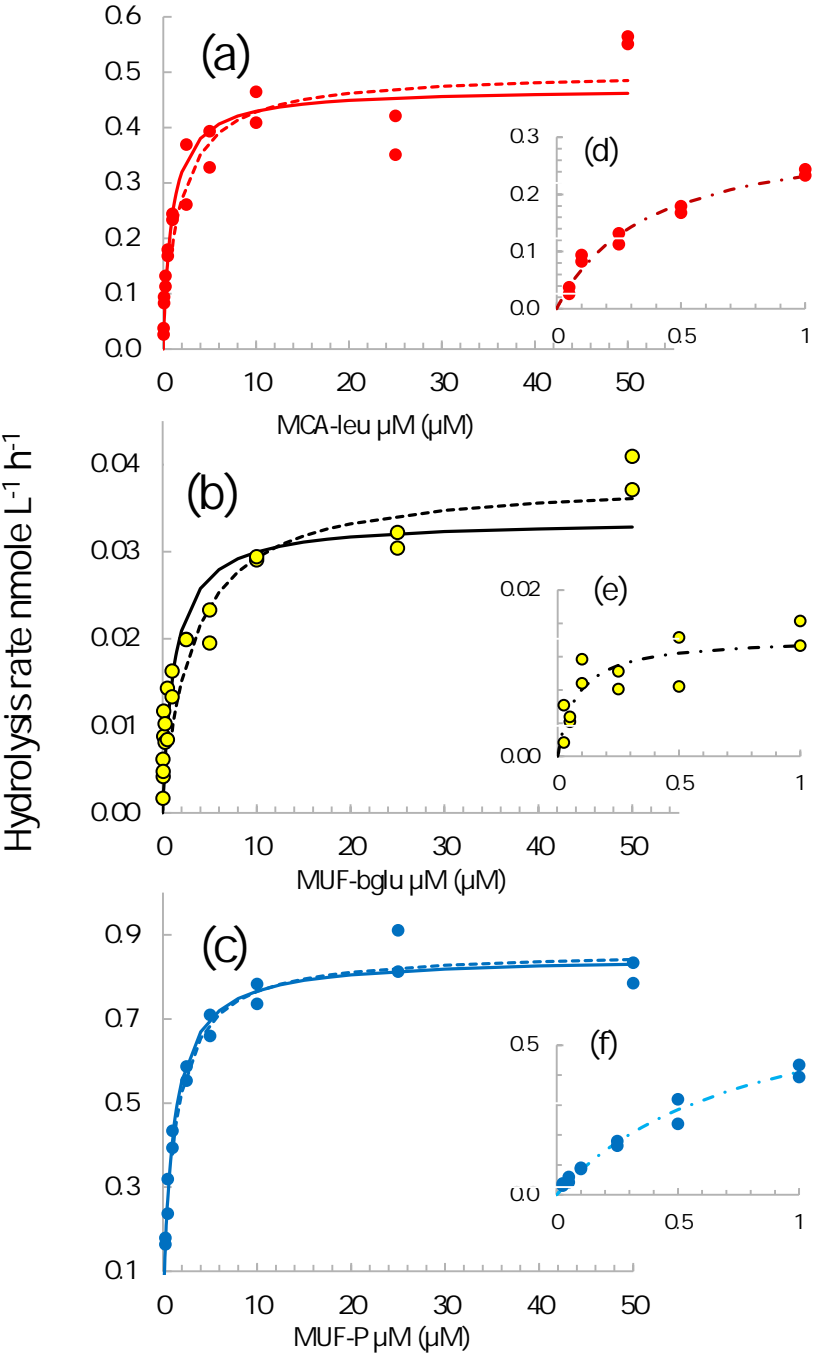 Hydrolysis rate nmole L-1 h-1
(a)
0.6
0.5
0.4
0.3
0.2
0.1
0.0
0 10 20 30 40 50
MCA-leu µM (µM)
(d)
0.3
0.2
0.1
0.0
0 0.5 1
(b)
0.04
0.03
0.02
0.01
0.00
0 10 20 30 40 50
MUF-bglu µM (µM)
(e)
0.02
0.00
0 0.5 1
(c)
0.9
0.7
0.5
0.3
0.1
0 10 20 30 40 50
MUF-P µM (µM)
(f)
0.5
0.0
0 0.5 1